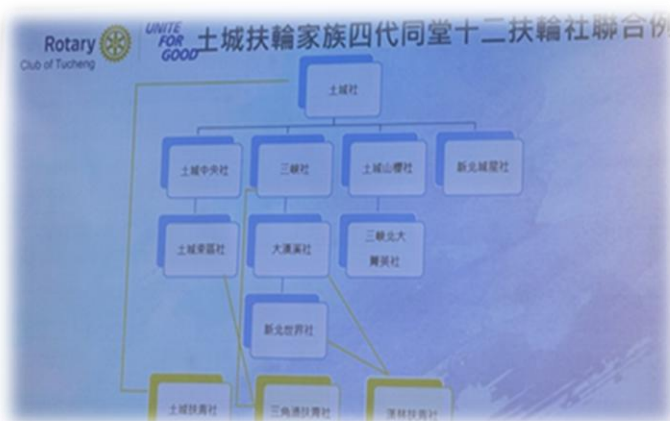 Rotary
Club of Tucheng
UNITE
FOR
GOOD
土城扶輪家族四代同堂十二扶輪社聯合例
土城社
土城中央社
三峽社
土城山櫻社
新北城星社
土城東區社
大漢溪社
三峽北大
菁英社
新北世界社
土城扶青社
三角湧扶青社